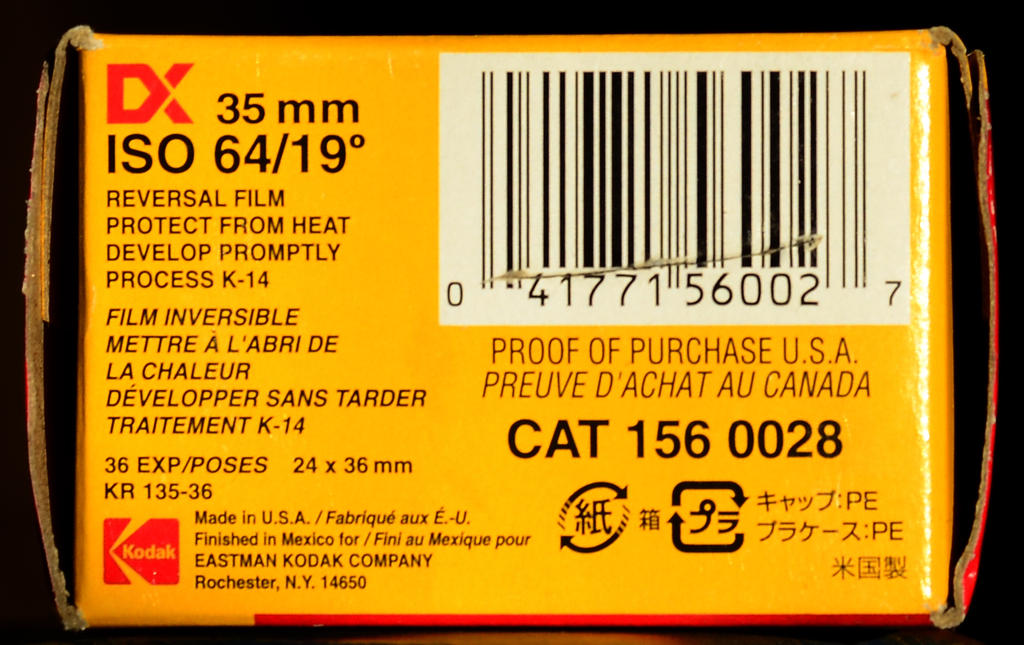 DX 35 mm
ISO 64/19°
REVERSAL FILM
PROTECT FROM HEAT
DEVELOP PROMPTLY
PROCESS K-14
FILM INVERSIBLE
METTRE À L'ABRI DE
LA CHALEUR
DÉVELOPPER SANS TARDER
TRAITEMENT K-14
36 EXP/POSES 24 x 36 mm
KR 135-36
Kodak
Made in U.S.A. / Fabriqué aux É.-U.
Finished in Mexico for / Fini au Mexique pour
EASTMAN KODAK COMPANY
Rochester, N.Y. 14650
0 41771 56002 7
PROOF OF PURCHASE U.S.A.
PREUVE D'ACHAT AU CANADA
CAT 156 0028
紙 箱 プラ
キャップ:PE
プラケース:PE
米国製